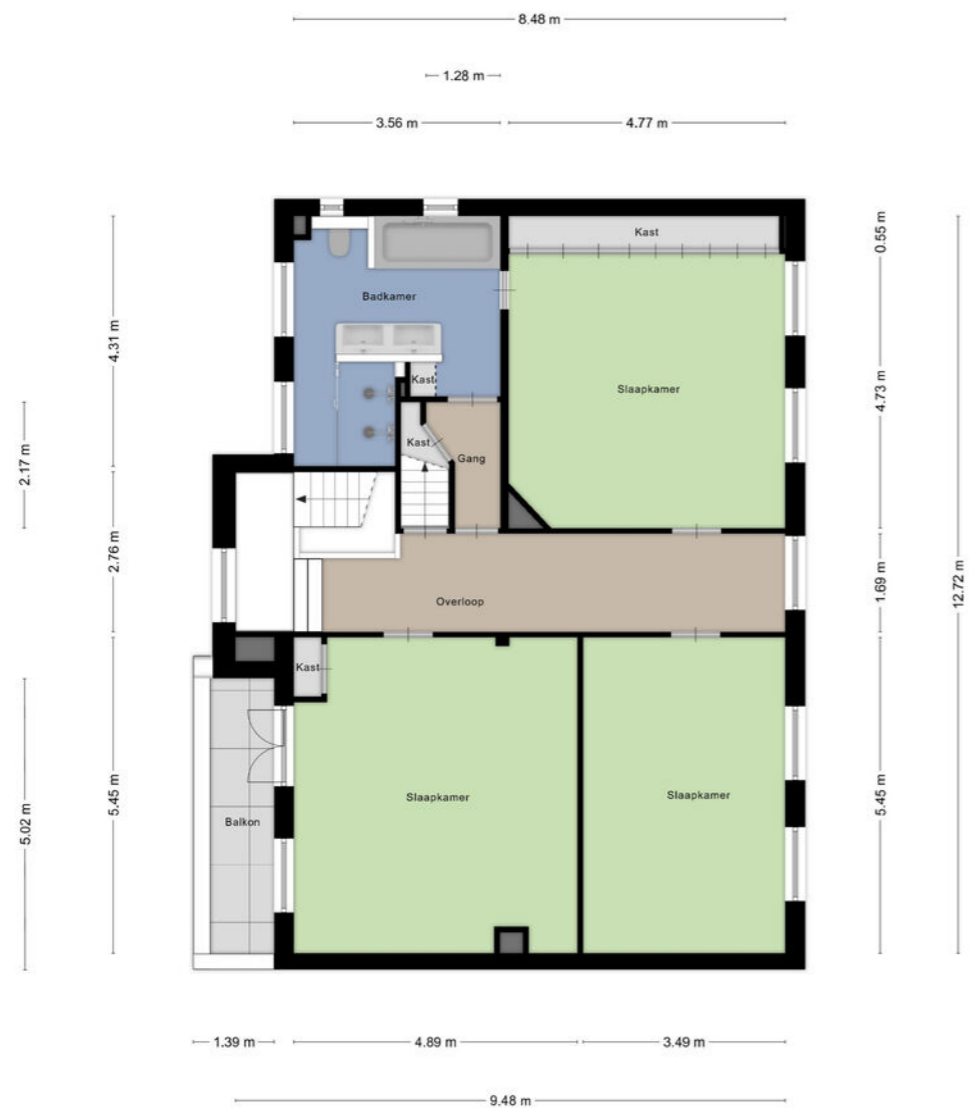 8.48 m
1.28 m
3.56 m
4.77 m
Kast
0.55 m
Badkamer
4.31 m
Kast
Slaapkamer
4.73 m
2.17 m
Kast
Gang
2.76 m
Overloop
1.69 m
12.72 m
Kast
Slaapkamer
Slaapkamer
5.45 m
5.45 m
5.02 m
Balkon
1.39 m
4.89 m
3.49 m
9.48 m